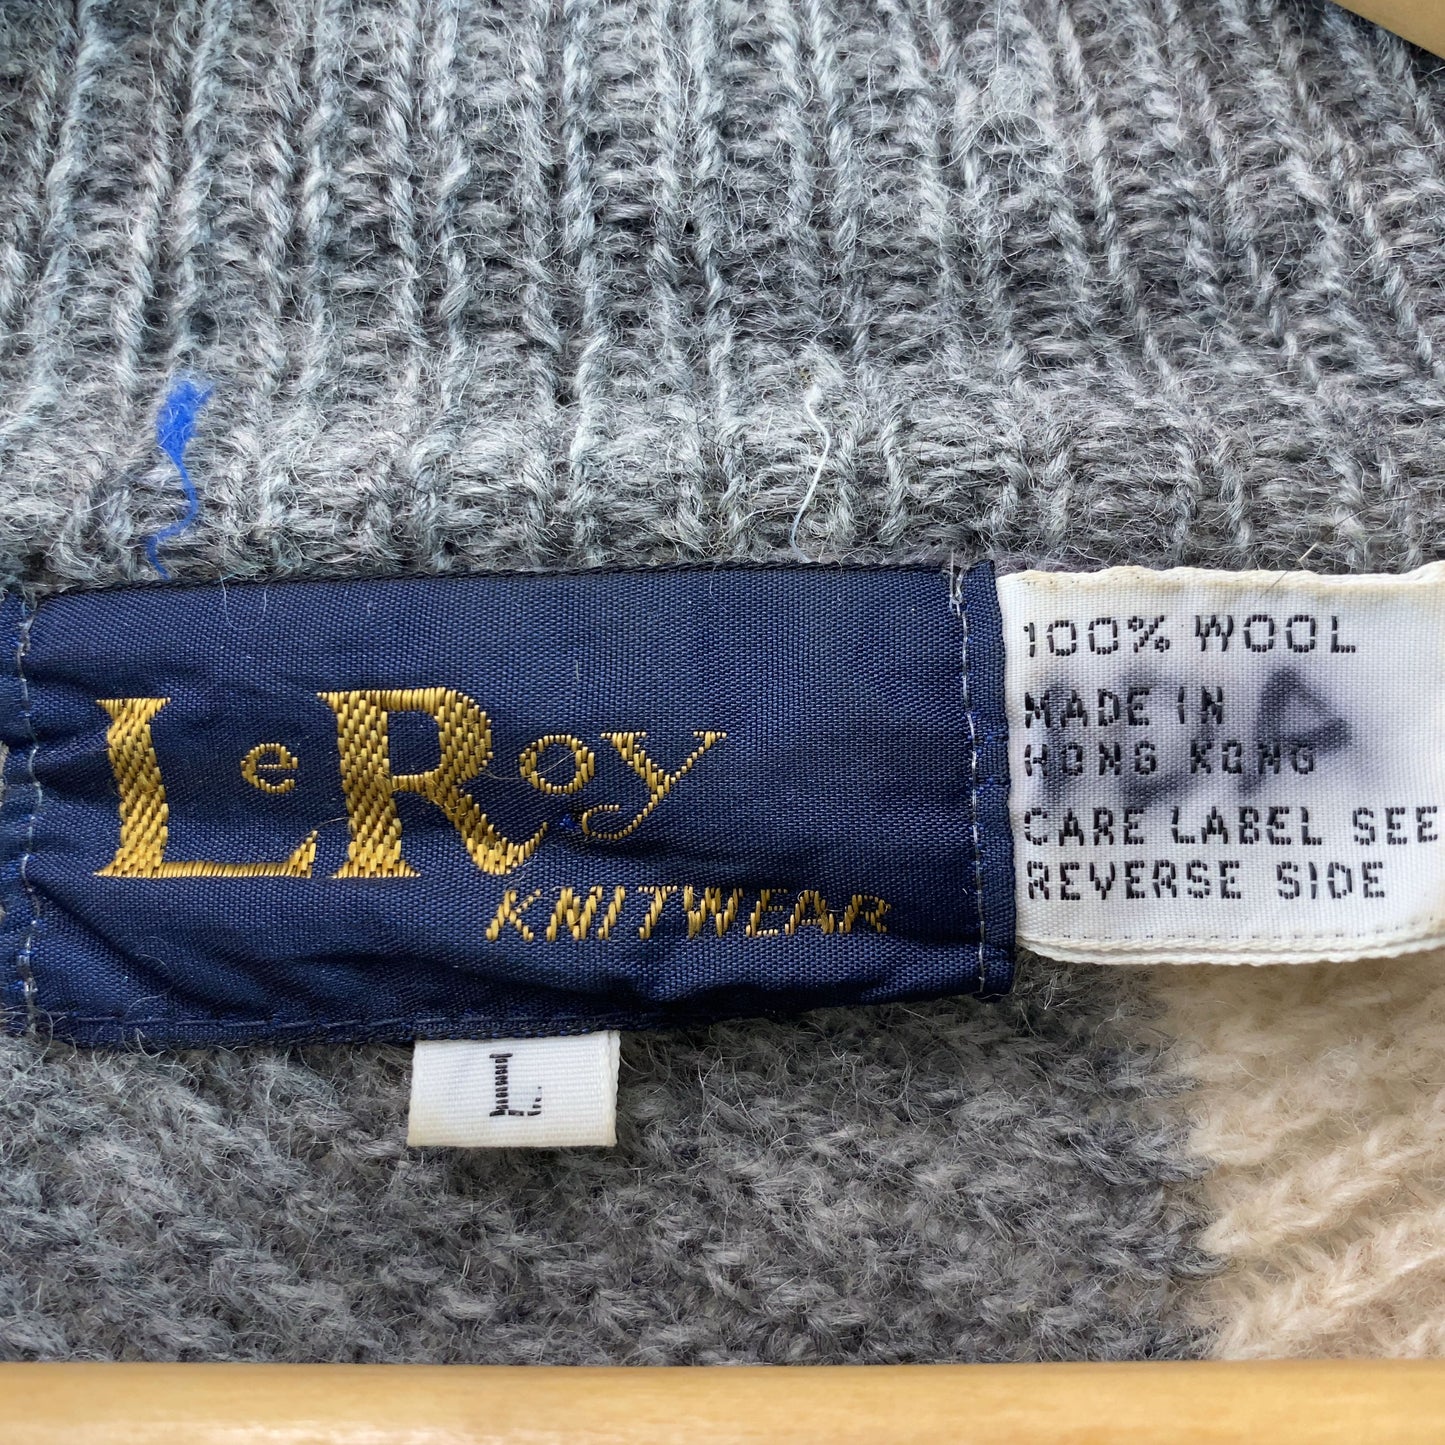 LeRoy
KNITWEAR
100% WOOL
MADE IN
HONG KONG
CARE LABEL SEE
REVERSE SIDE
L